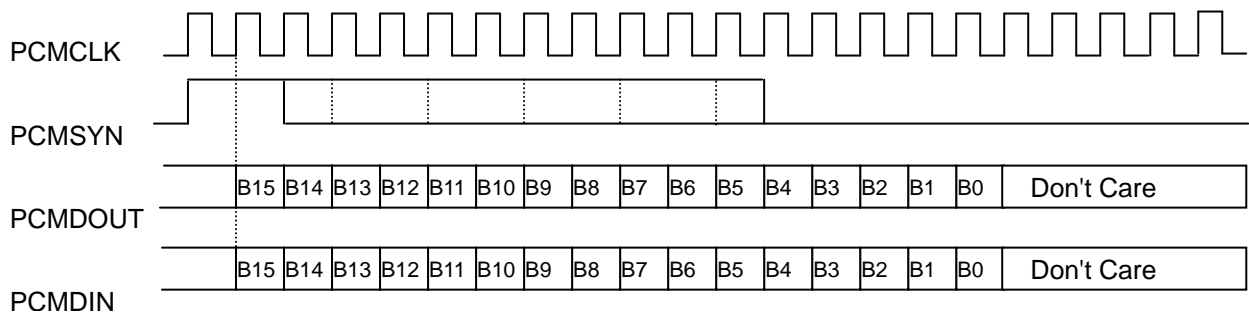 PCMCLK
PCMSYN
B15 B14 B13 B12 B11 B10 B9 B8 B7 B6 B5 B4 B3 B2 B1 B0 Don't Care
PCMDOUT
B15 B14 B13 B12 B11 B10 B9 B8 B7 B6 B5 B4 B3 B2 B1 B0 Don't Care
PCMDIN